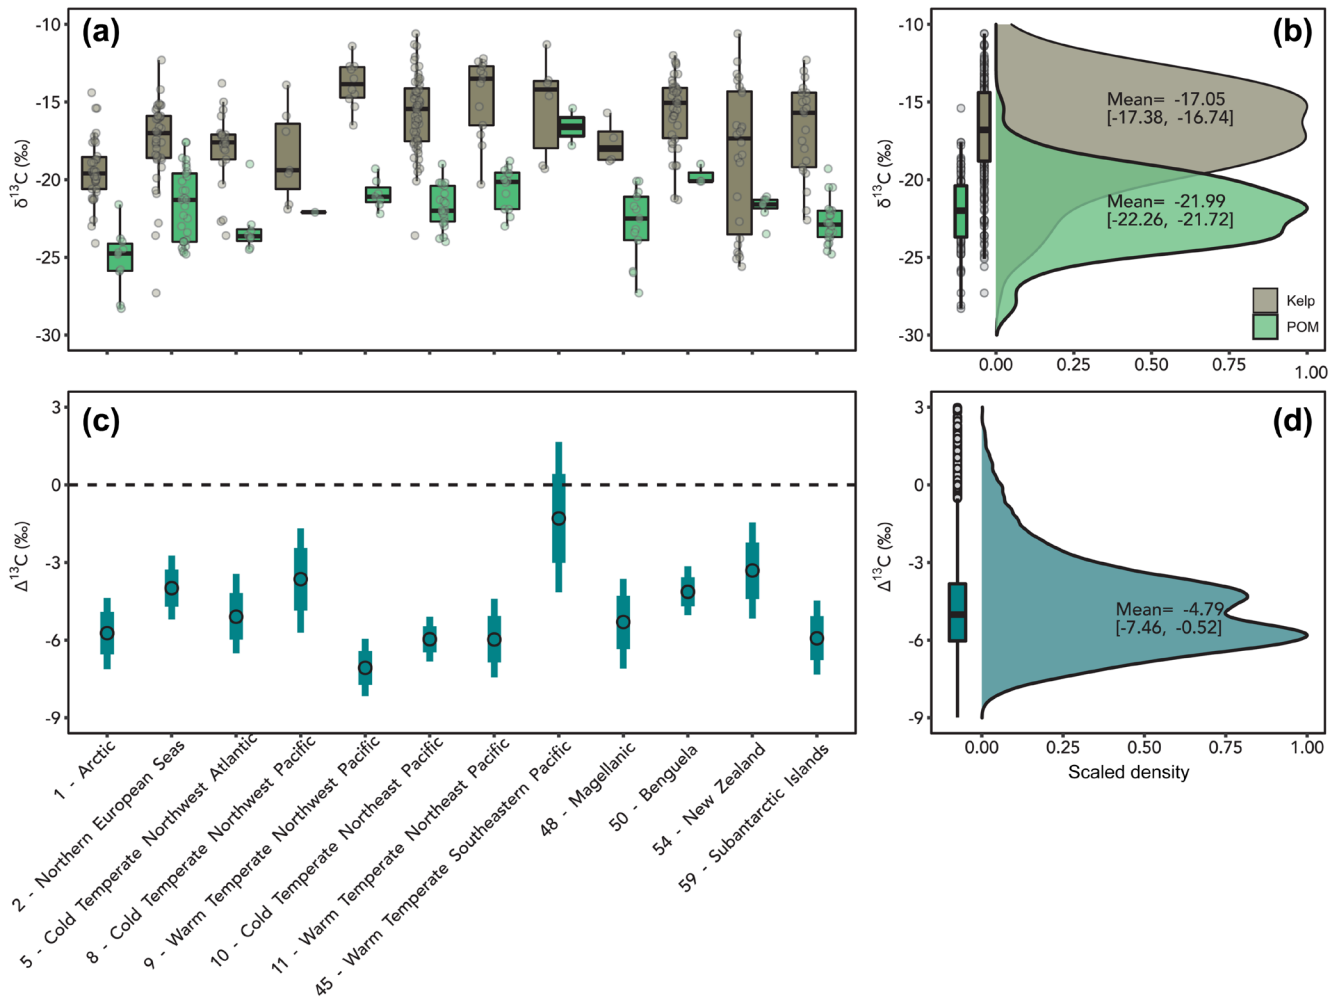 (a)
-10
-15
-20
-25
-30
δ¹³C (‰)
(b)
-10
-15
-20
-25
-30
δ¹³C (‰)
Mean= -17.05
[-17.38, -16.74]
Mean= -21.99
[-22.26, -21.72]
Kelp
POM
0.00 0.25 0.50 0.75 1.00
(c)
3
0
-3
-6
-9
Δ¹³C (‰)
1 - Arctic
2 - Northern European Seas
5 - Cold Temperate Northwest Atlantic
8 - Cold Temperate Northwest Pacific
9 - Warm Temperate Northwest Pacific
10 - Cold Temperate Northeast Pacific
11 - Warm Temperate Northeast Pacific
45 - Warm Temperate Southeastern Pacific
48 - Magellanic
50 - Benguela
54 - New Zealand
59 - Subantarctic Islands
(d)
3
0
-3
-6
-9
Δ¹³C (‰)
Mean= -4.79
[-7.46, -0.52]
0.00 0.25 0.50 0.75 1.00
Scaled density